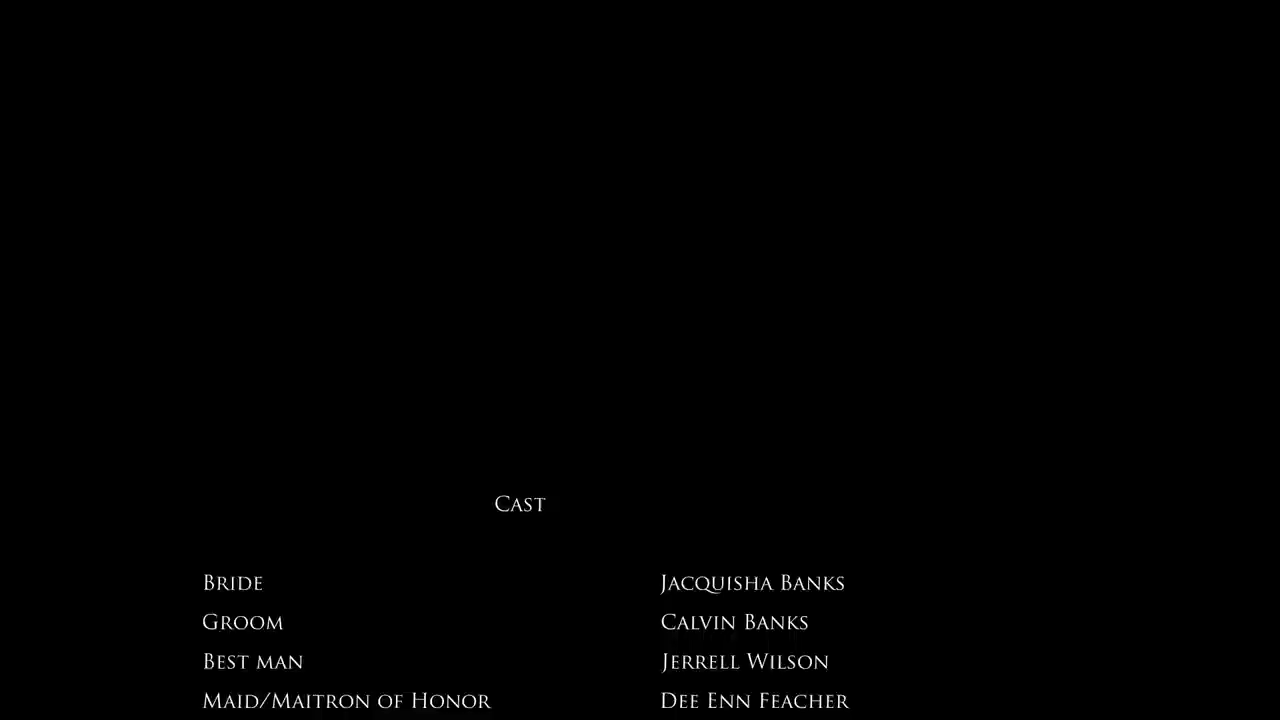 Cast
Bride Jacquisha Banks
Groom Calvin Banks
Best man Jerrell Wilson
Maid/Maitron of Honor Dee Enn Feacher